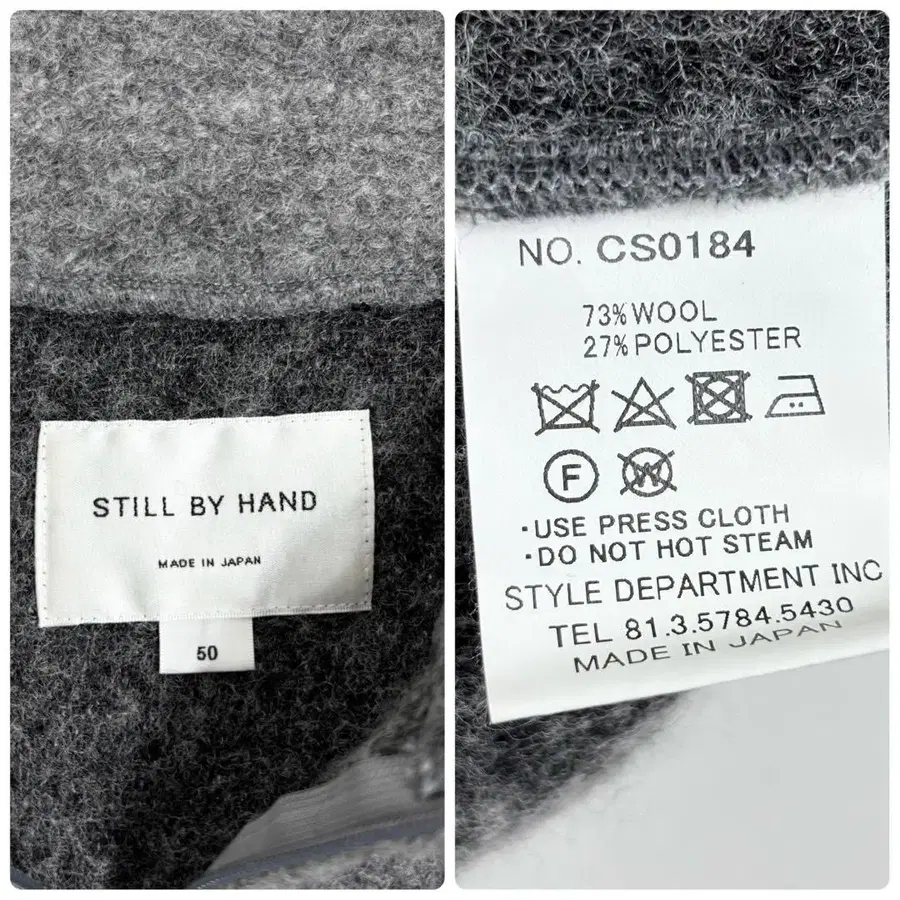 STILL BY HAND
MADE IN JAPAN
50
NO. CS0184
73% WOOL
27% POLYESTER
F W
・USE PRESS CLOTH
・DO NOT HOT STEAM
STYLE DEPARTMENT INC
TEL 81.3.5784.5430
MADE IN JAPAN